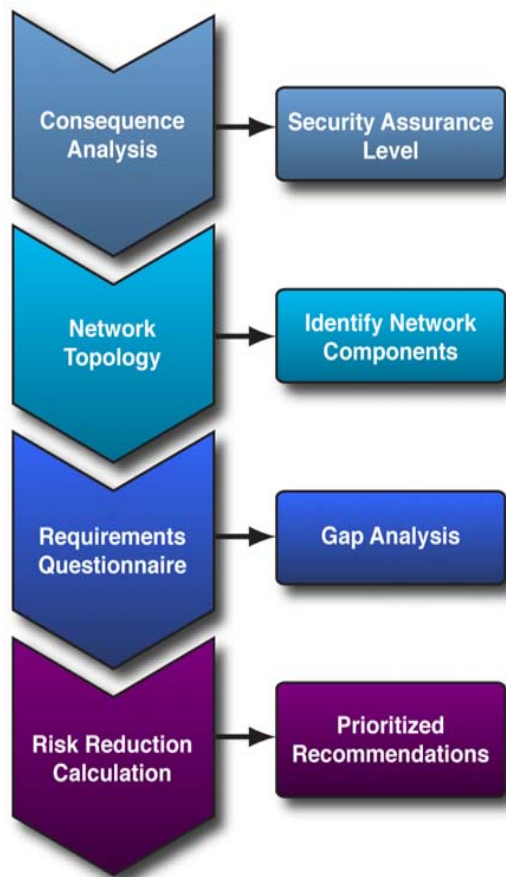 Consequence
Analysis
Security Assurance
Level
Network
Topology
Identify Network
Components
Requirements
Questionnaire
Gap Analysis
Risk Reduction
Calculation
Prioritized
Recommendations